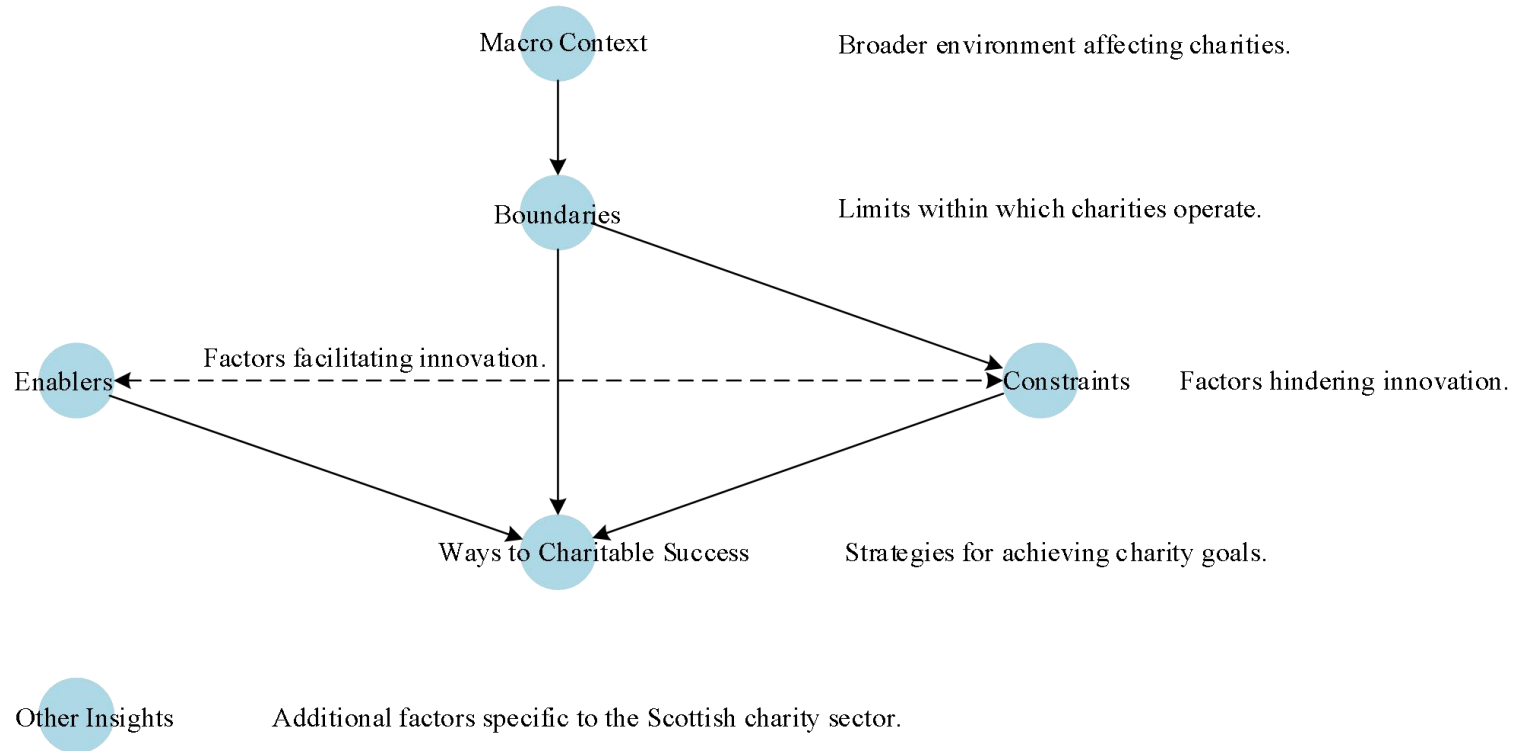 Macro Context
Broader environment affecting charities.
Boundaries
Limits within which charities operate.
Factors facilitating innovation.
Enablers
Constraints
Factors hindering innovation.
Ways to Charitable Success
Strategies for achieving charity goals.
Other Insights
Additional factors specific to the Scottish charity sector.